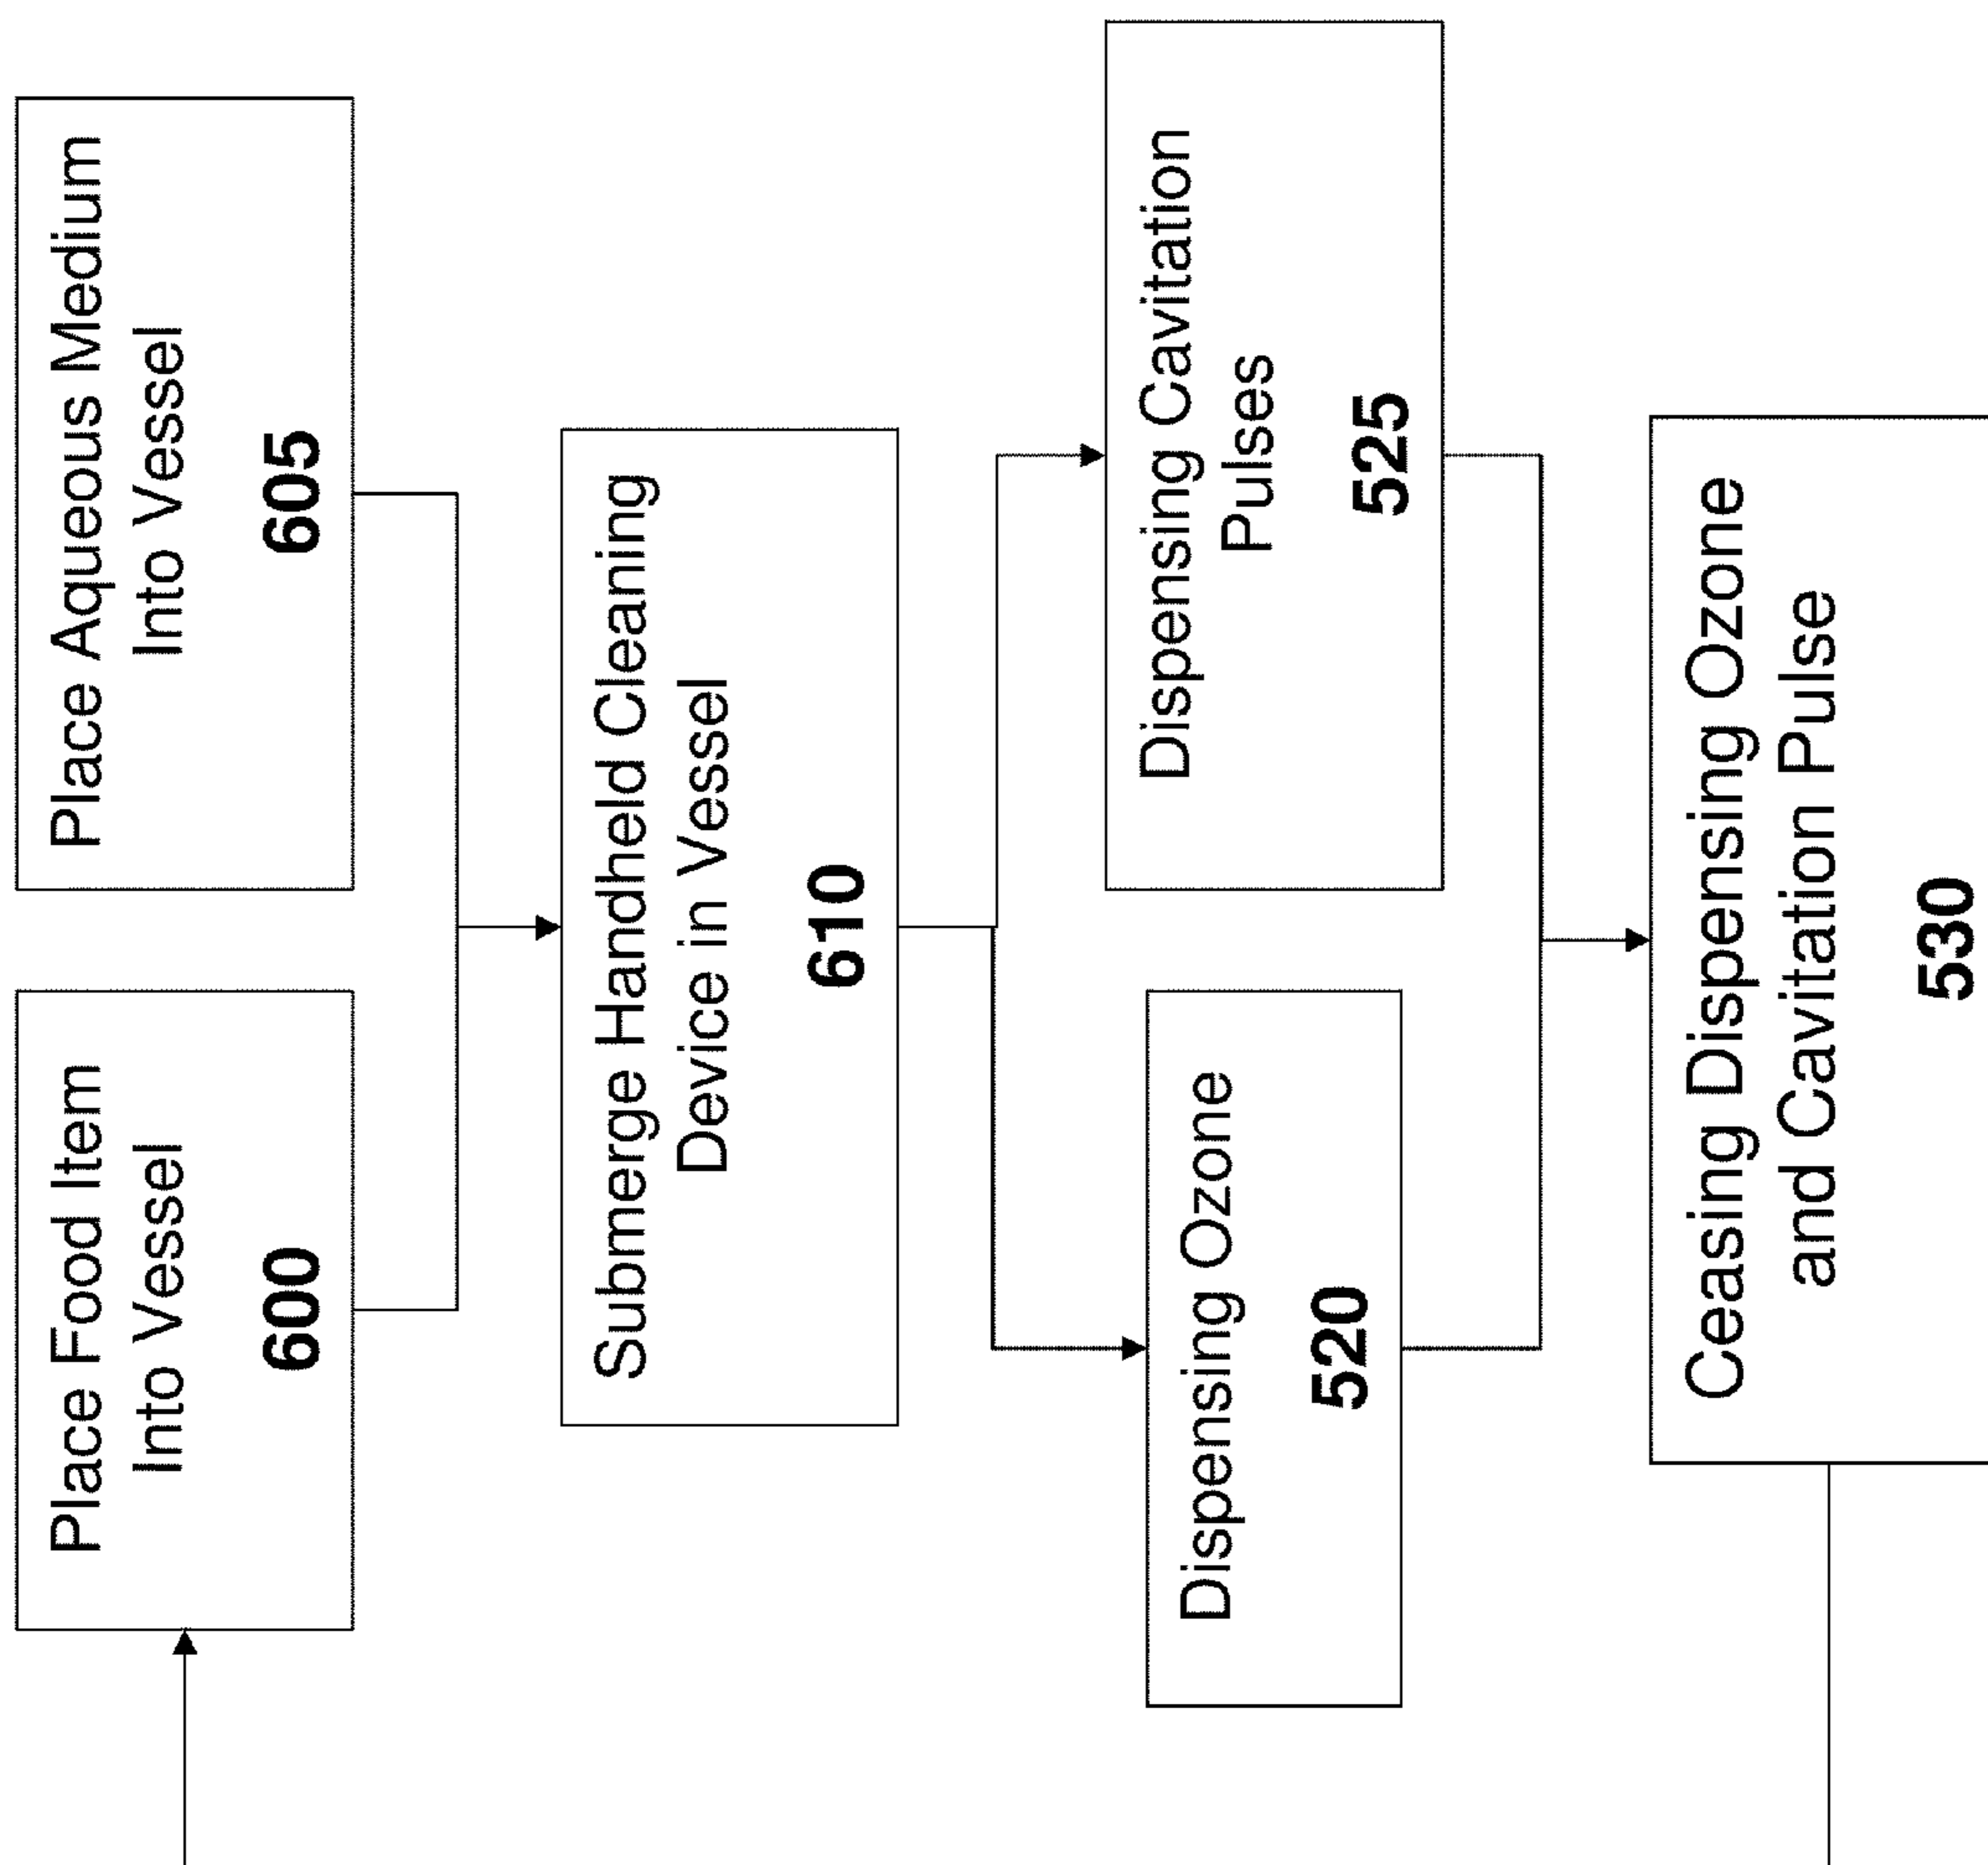 Place Food Item
Into Vessel
600
Place Aqueous Medium
Into Vessel
605
Submerge Handheld Cleaning
Device in Vessel
610
Dispensing Ozone
520
Dispensing Cavitation
Pulses
525
Ceasing Dispensing Ozone
and Cavitation Pulse
530